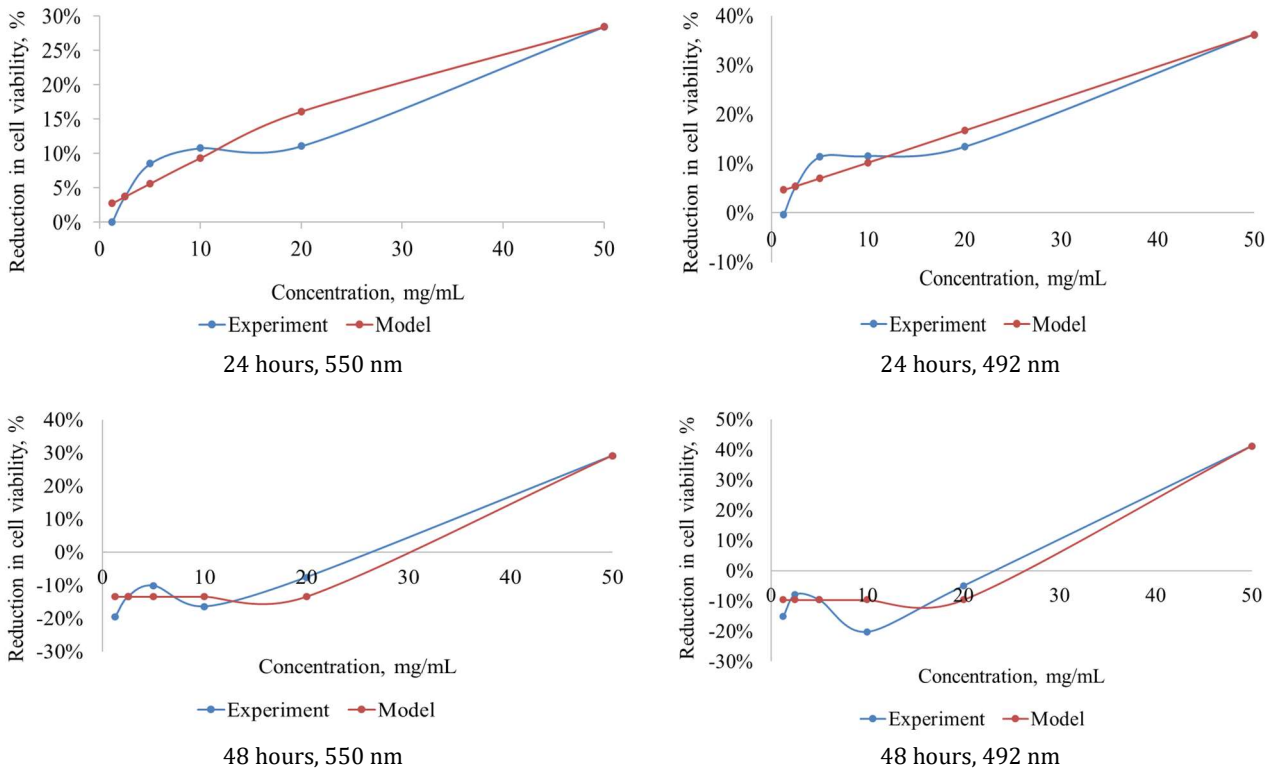 Reduction in cell viability, %
30%
25%
20%
15%
10%
5%
0%
0 10 20 30 40 50
Concentration, mg/mL
Experiment Model
24 hours, 550 nm
Reduction in cell viability, %
40%
30%
20%
10%
0%
-10%
0 10 20 30 40 50
Concentration, mg/mL
Experiment Model
24 hours, 492 nm
Reduction in cell viability, %
40%
30%
20%
10%
0%
-10%
-20%
-30%
0 10 20 30 40 50
Concentration, mg/mL
Experiment Model
48 hours, 550 nm
Reduction in cell viability, %
50%
40%
30%
20%
10%
0%
-10%
-20%
-30%
0 10 20 30 40 50
Concentration, mg/mL
Experiment Model
48 hours, 492 nm